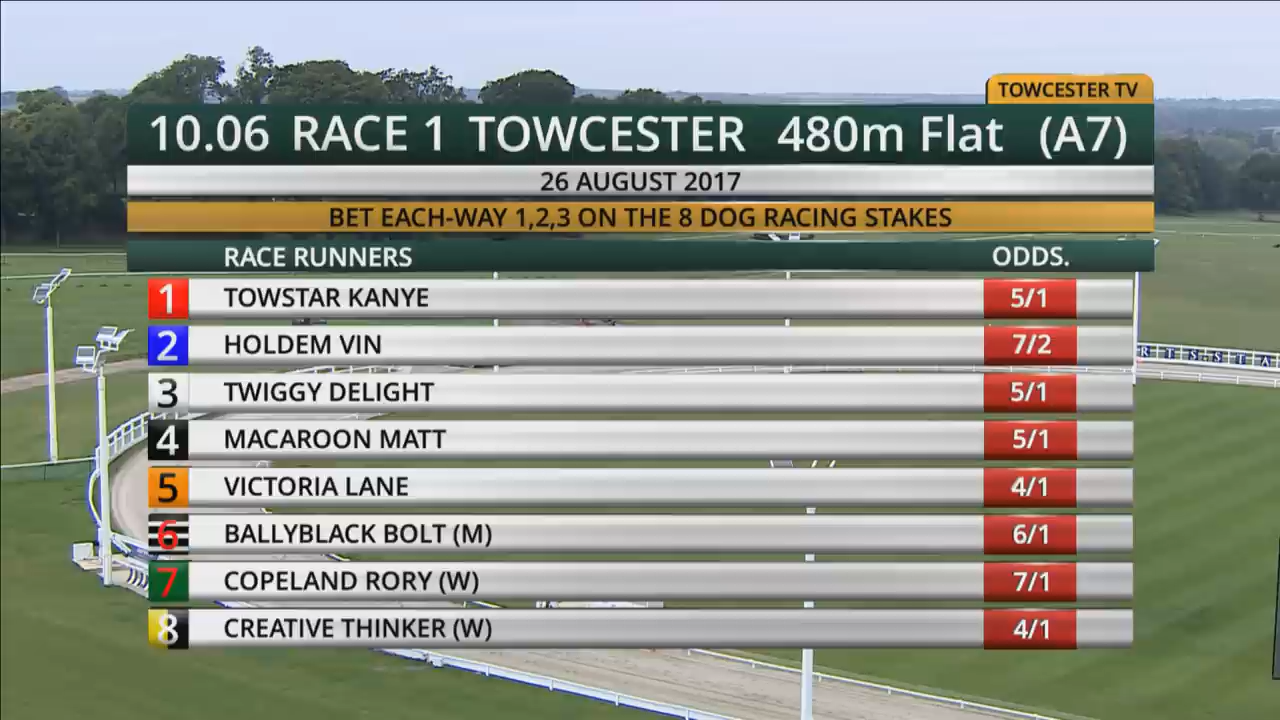 TOWCESTER TV
10.06 RACE 1 TOWCESTER 480m Flat (A7)
26 AUGUST 2017
BET EACH-WAY 1,2,3 ON THE 8 DOG RACING STAKES
RACE RUNNERS ODDS.
1 TOWSTAR KANYE 5/1
2 HOLDEM VIN 7/2
3 TWIGGY DELIGHT 5/1
4 MACAROON MATT 5/1
5 VICTORIA LANE 4/1
6 BALLYBLACK BOLT (M) 6/1
7 COPELAND RORY (W) 7/1
8 CREATIVE THINKER (W) 4/1